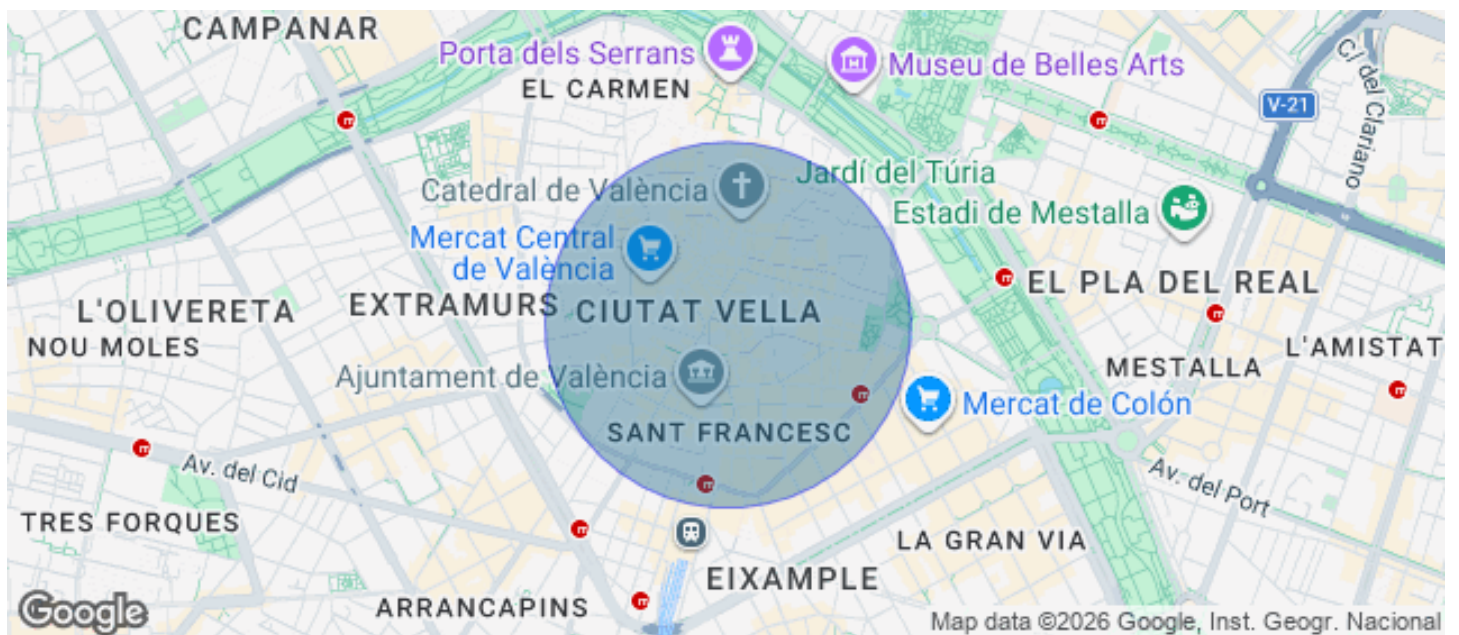 CAMPANAR
Porta dels Serrans
EL CARMEN
Museu de Belles Arts
V-21
C/ del Clariano
Catedral de València
Jardí del Túria
Estadi de Mestalla
Mercat Central
de València
EL PLA DEL REAL
L'OLIVERETA
EXTRAMURS
CIUTAT VELLA
NOU MOLES
L'AMISTAT
MESTALLA
Ajuntament de València
Mercat de Colón
SANT FRANCESC
Av. del Cid
Av. del Port
TRES FORQUES
LA GRAN VIA
EIXAMPLE
ARRANCAPINS
Google
Map data ©2026 Google, Inst. Geogr. Nacional